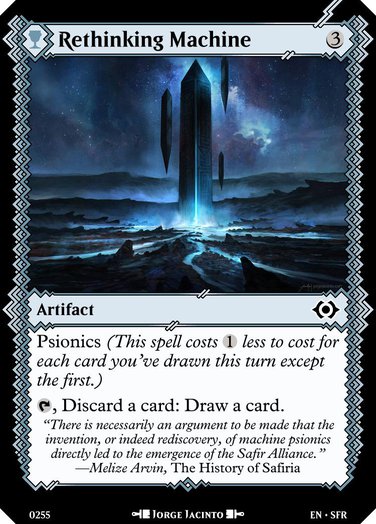 Rethinking Machine 3
Artifact
Psionics (This spell costs 1 less to cost for
each card you’ve drawn this turn except
the first.)
, Discard a card: Draw a card.
“There is necessarily an argument to be made that the
invention, or indeed rediscovery, of machine psionics
directly led to the emergence of the Safir Alliance.”
—Melize Arvin, The History of Safiria
0255 Jorge Jacinto EN • SFR